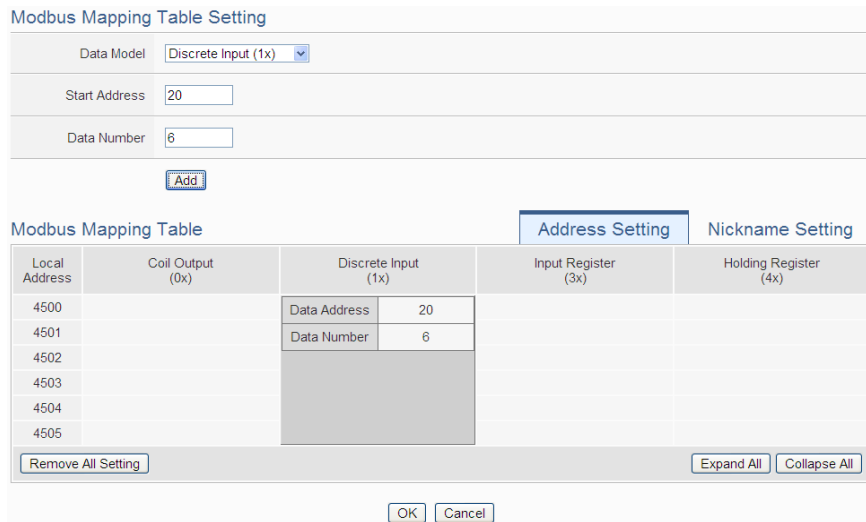 Modbus Mapping Table Setting
Data Model Discrete Input (1x)
Start Address 20
Data Number 6
Add
Modbus Mapping Table Address Setting Nickname Setting
Local Address Coil Output (0x) Discrete Input (1x) Input Register (3x) Holding Register (4x)
4500 Data Address 20
4501 Data Number 6
4502
4503
4504
4505
Remove All Setting Expand All Collapse All
OK Cancel